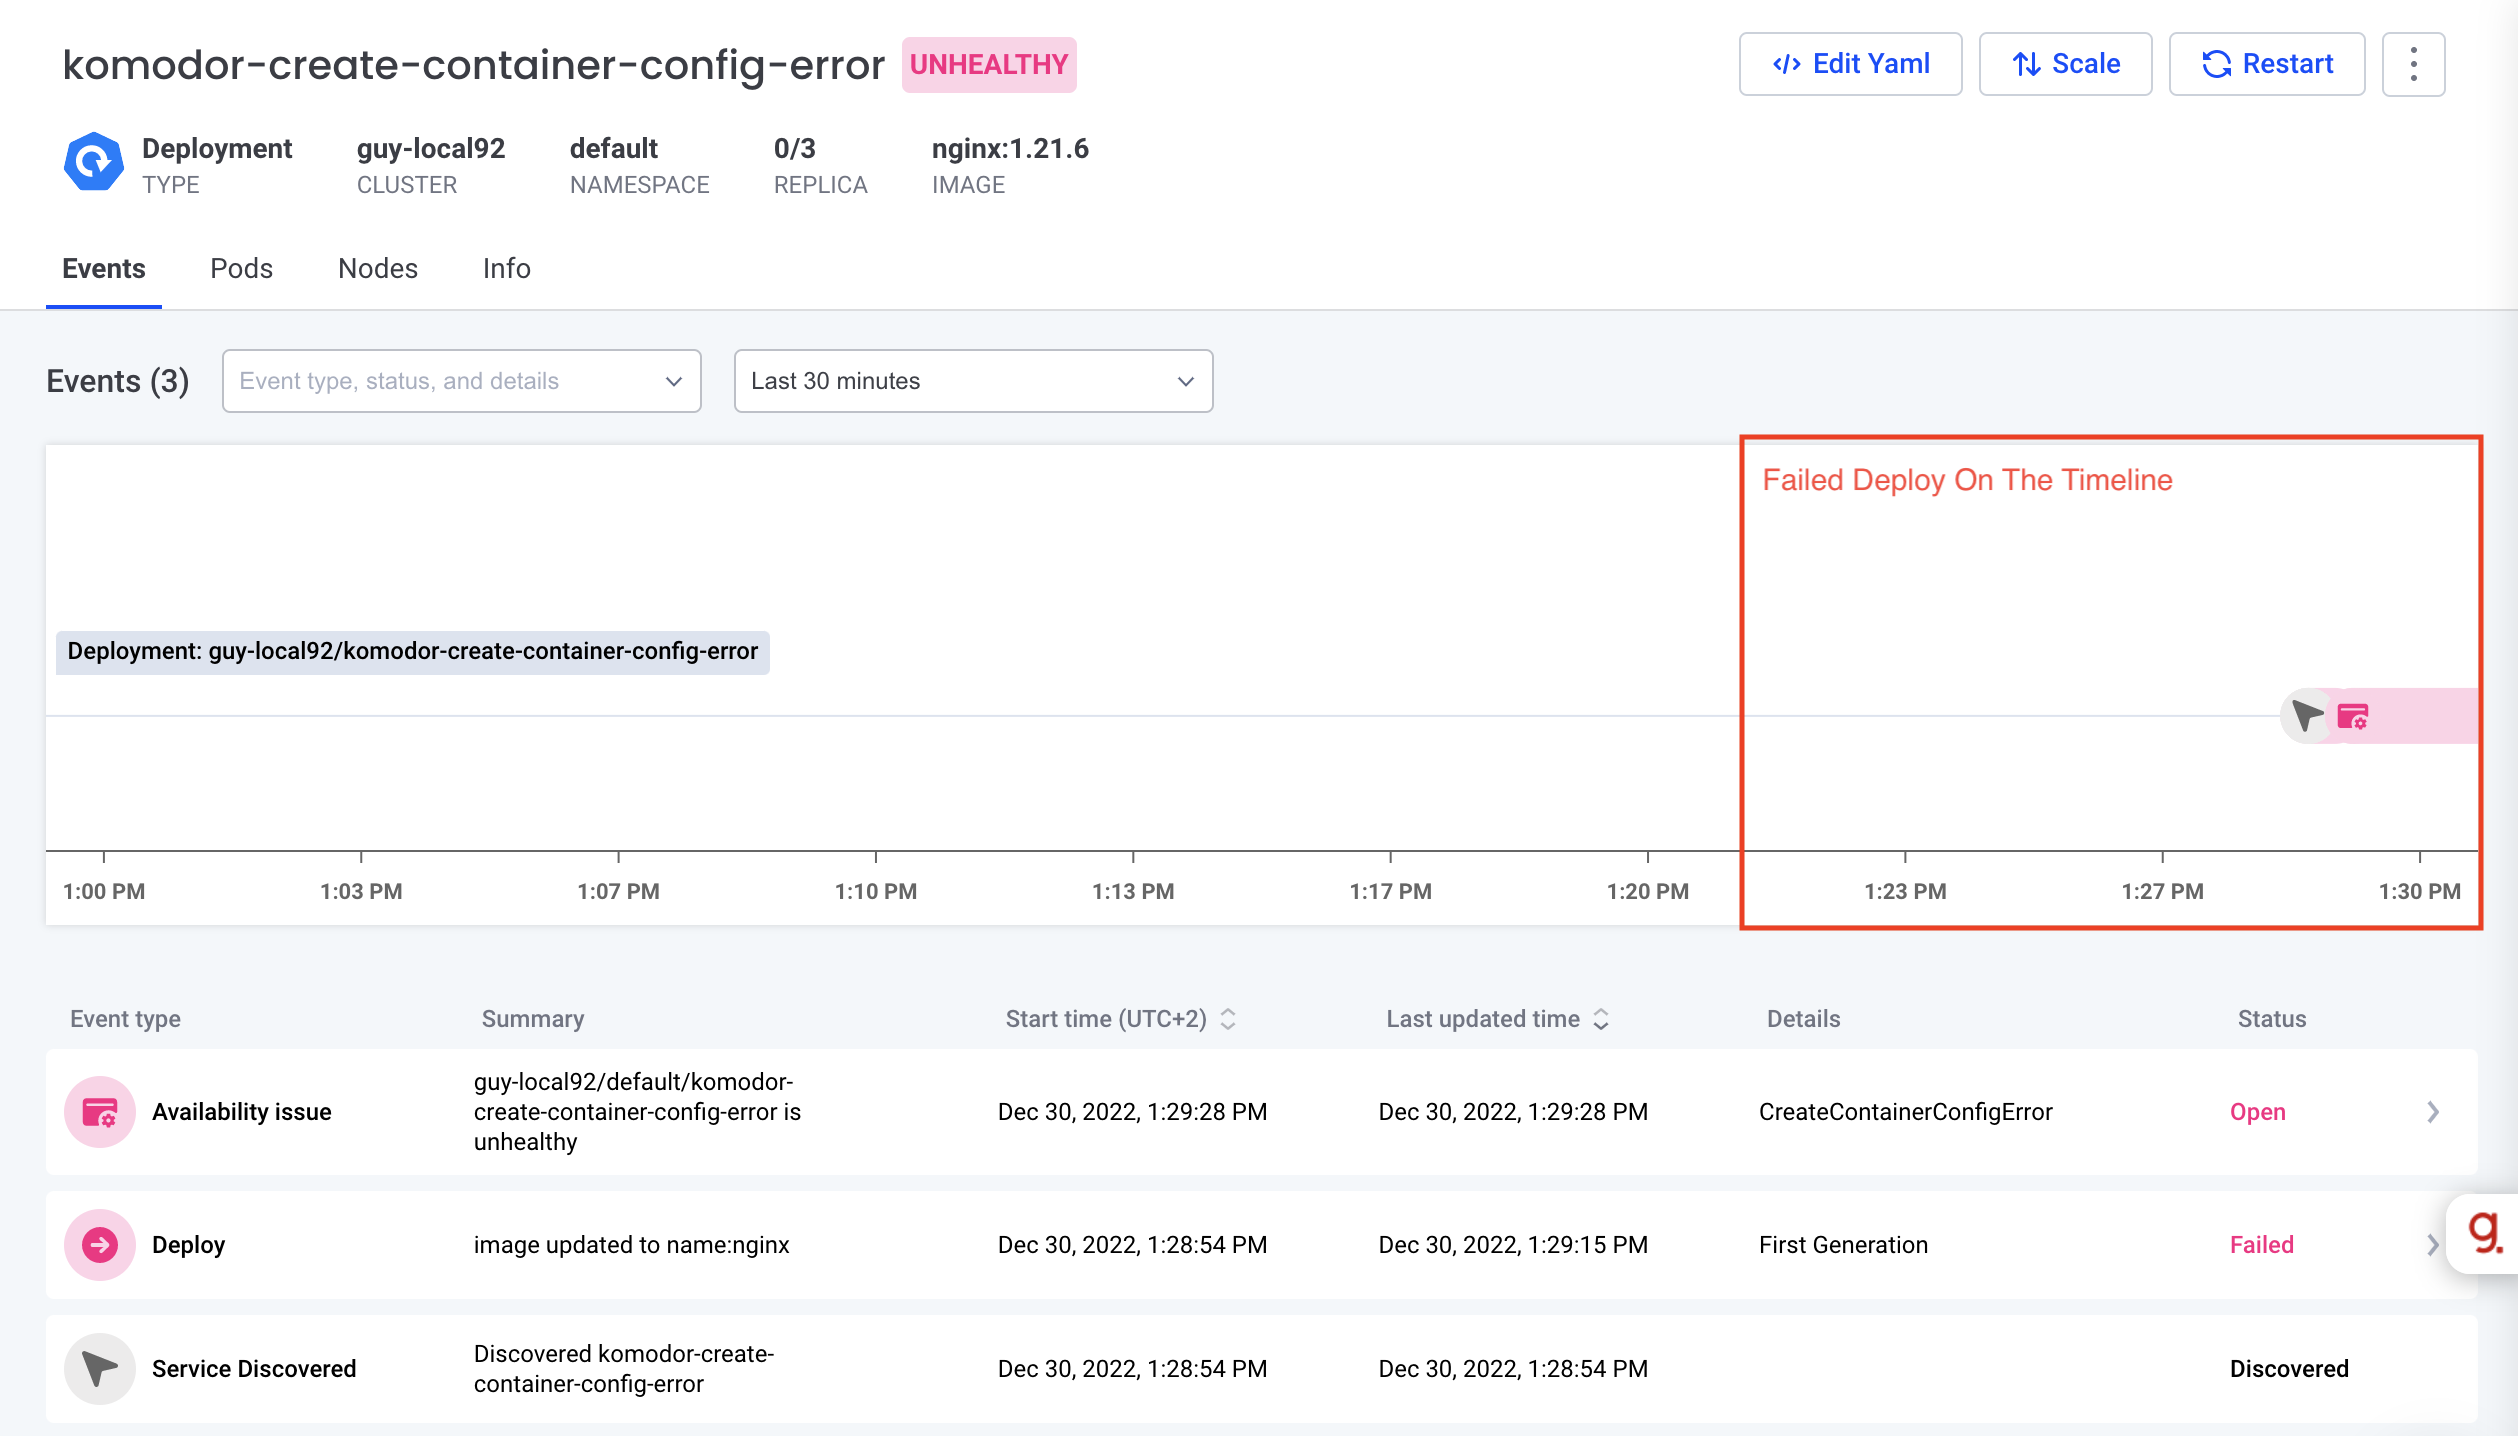 komodor-create-container-config-error UNHEALTHY
Edit Yaml
Scale
Restart
Deployment
TYPE
guy-local92
CLUSTER
default
NAMESPACE
0/3
REPLICA
nginx:1.21.6
IMAGE
Events
Pods
Nodes
Info
Events (3)
Event type, status, and details
Last 30 minutes
Failed Deploy On The Timeline
Deployment: guy-local92/komodor-create-container-config-error
1:00 PM
1:03 PM
1:07 PM
1:10 PM
1:13 PM
1:17 PM
1:20 PM
1:23 PM
1:27 PM
1:30 PM
Event type
Summary
Start time (UTC+2)
Last updated time
Details
Status
Availability issue
guy-local92/default/komodor-
create-container-config-error is
unhealthy
Dec 30, 2022, 1:29:28 PM
Dec 30, 2022, 1:29:28 PM
CreateContainerConfigError
Open
Deploy
image updated to name:nginx
Dec 30, 2022, 1:28:54 PM
Dec 30, 2022, 1:29:15 PM
First Generation
Failed
g.
Service Discovered
Discovered komodor-create-
container-config-error
Dec 30, 2022, 1:28:54 PM
Dec 30, 2022, 1:28:54 PM
Discovered